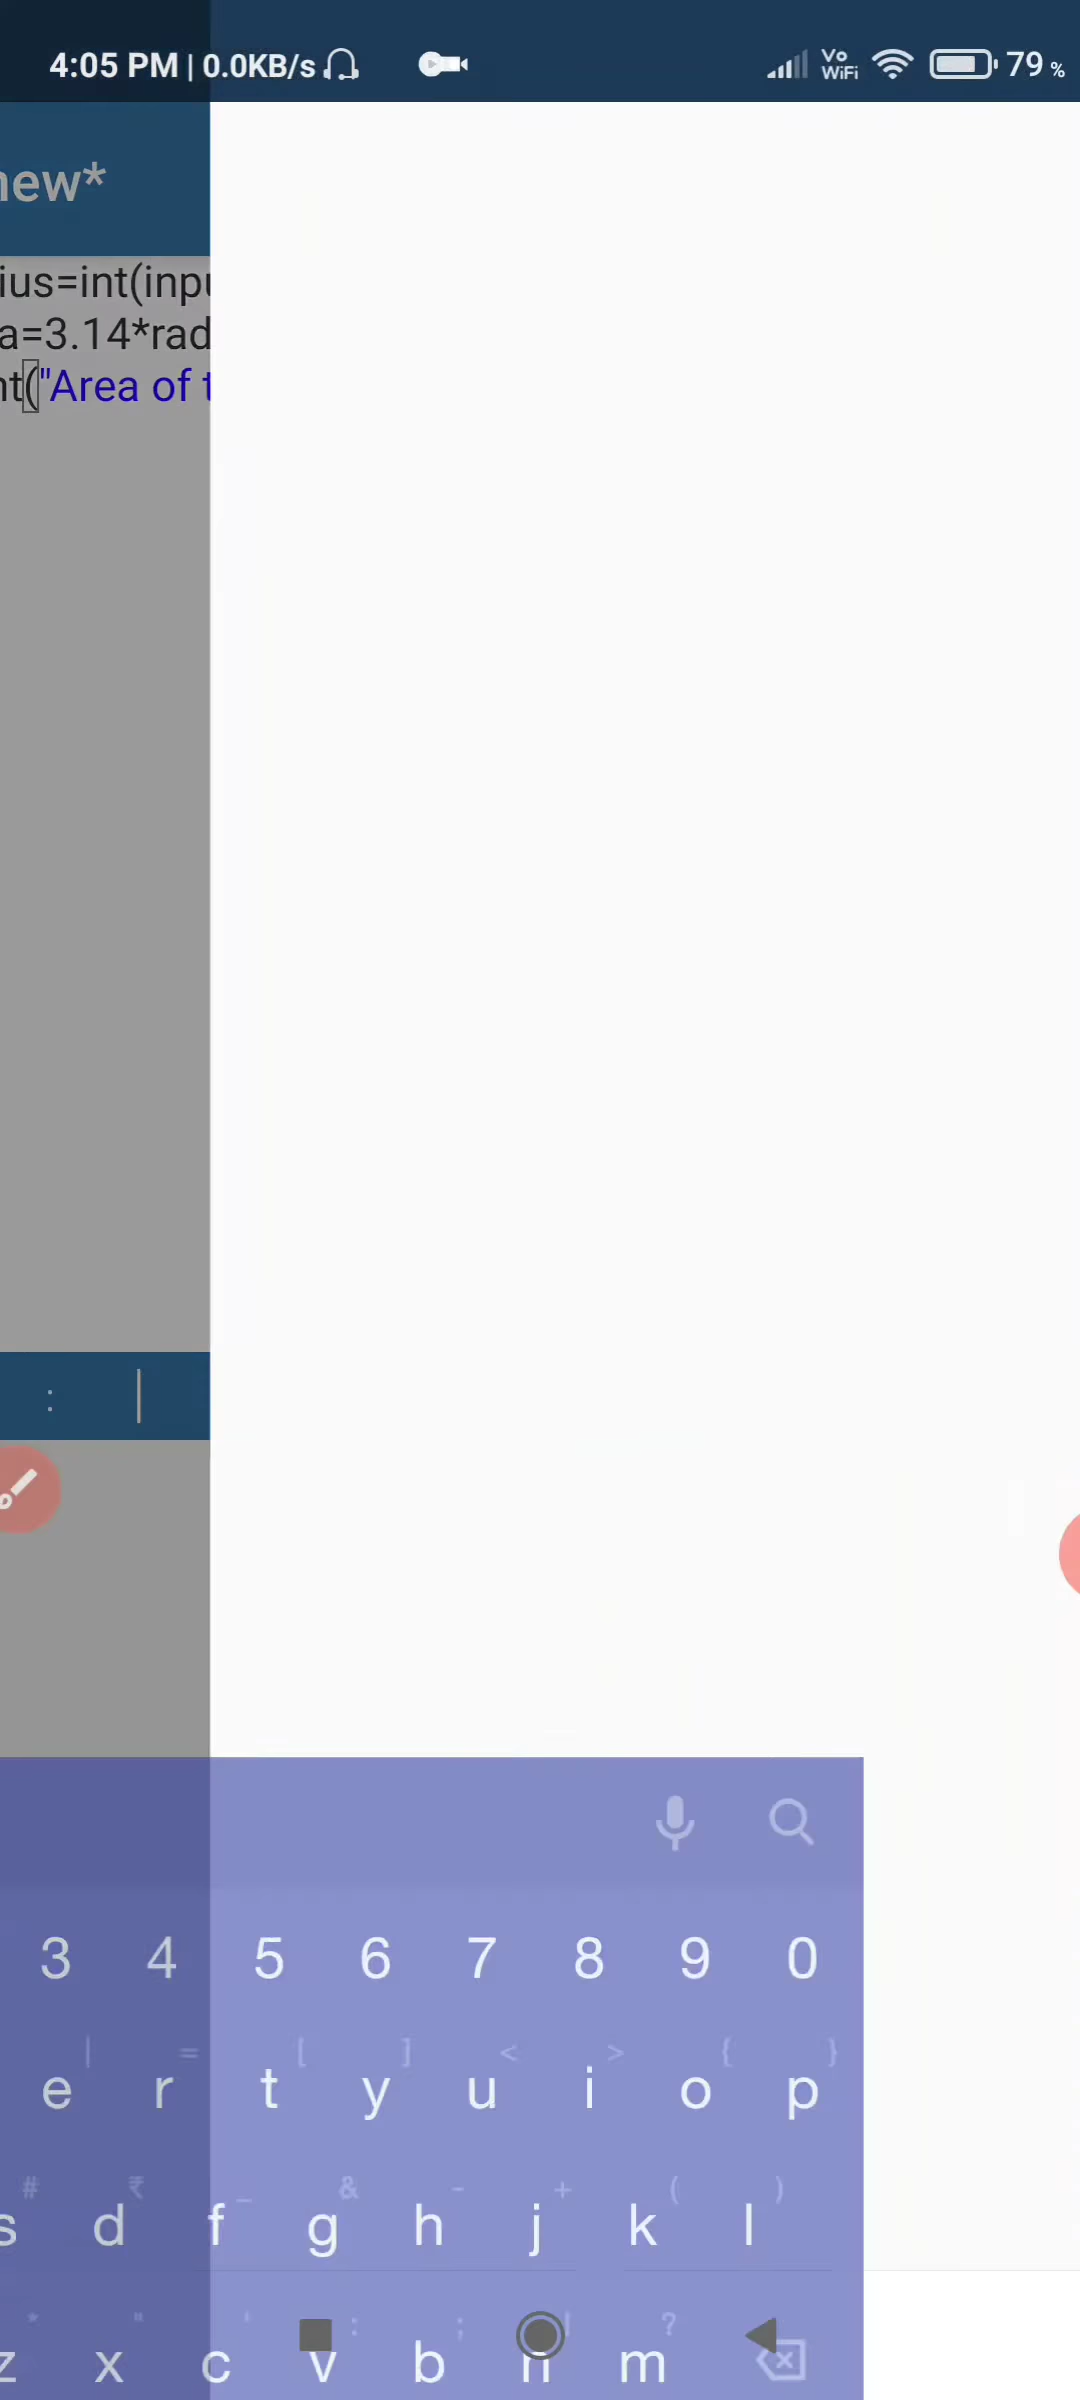 4:05 PM | 0.0KB/s Vo WiFi 79 %
new*
ius=int(inpu
a=3.14*rad
nt("Area of t
:
3 4 5 6 7 8 9 0
| = [ ] < > { }
e r t y u i o p
# ₹ _ & - + ( )
s d f g h j k l
* " ' : ; ! ?
z x c v b n m